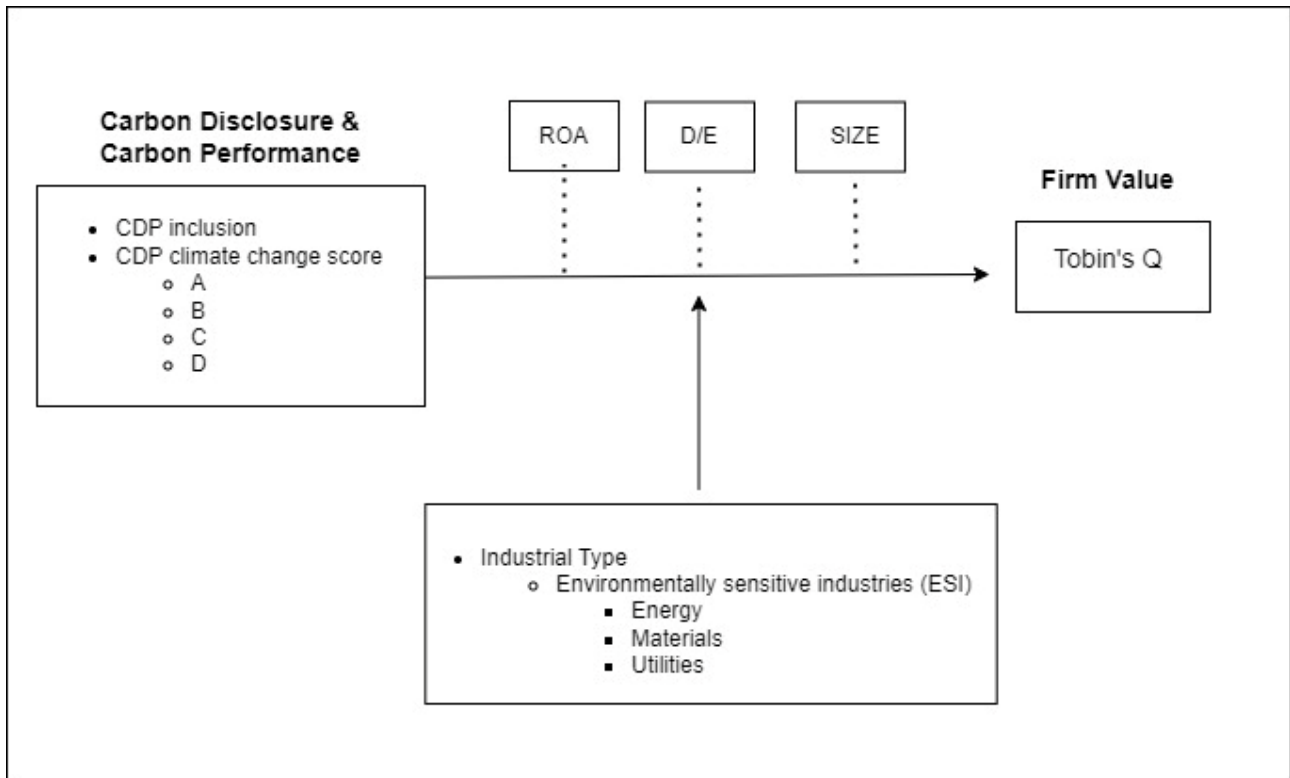 Carbon Disclosure &
Carbon Performance
ROA
D/E
SIZE
Firm Value
CDP inclusion
CDP climate change score
A
B
C
D
Tobin's Q
Industrial Type
Environmentally sensitive industries (ESI)
Energy
Materials
Utilities